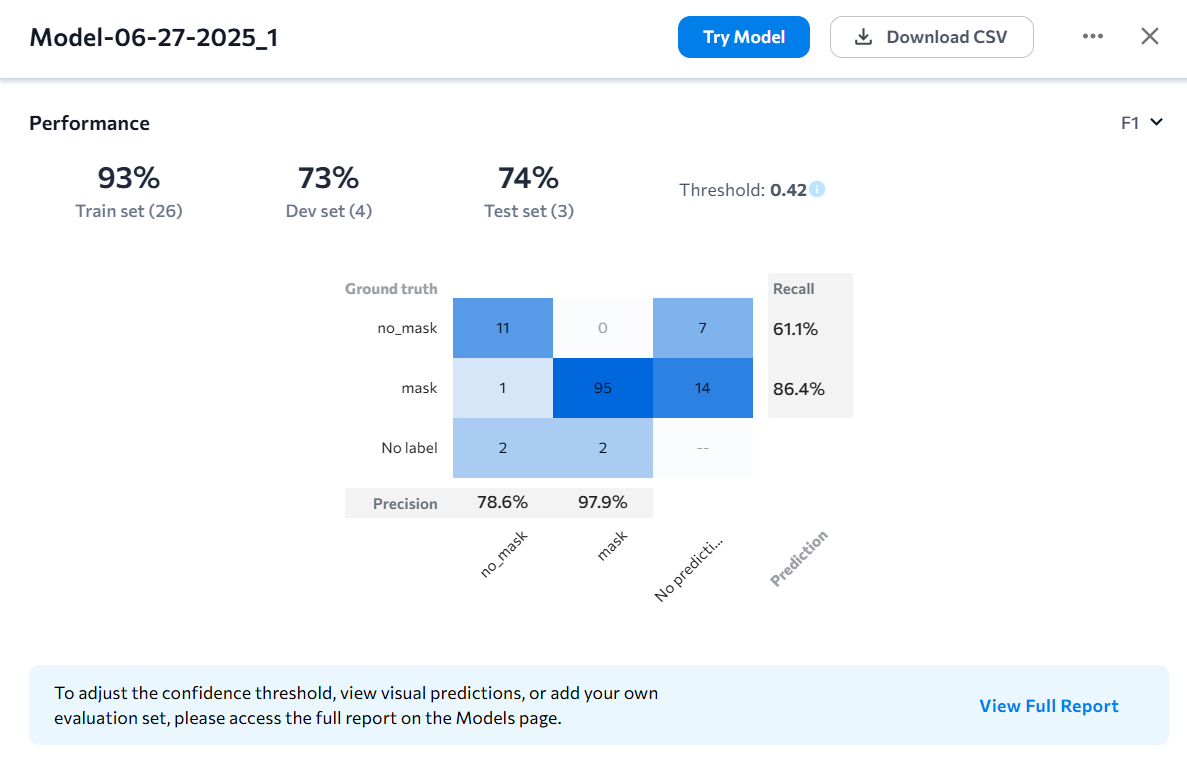 Model-06-27-2025_1
Try Model
Download CSV
Performance
F1
93%
73%
74%
Train set (26)
Dev set (4)
Test set (3)
Threshold: 0.42
Ground truth
Recall
no_mask 11 0 7 61.1%
mask 1 95 14 86.4%
No label 2 2 --
Precision 78.6% 97.9%
no_mask
mask
No predicti...
Prediction
To adjust the confidence threshold, view visual predictions, or add your own
evaluation set, please access the full report on the Models page.
View Full Report